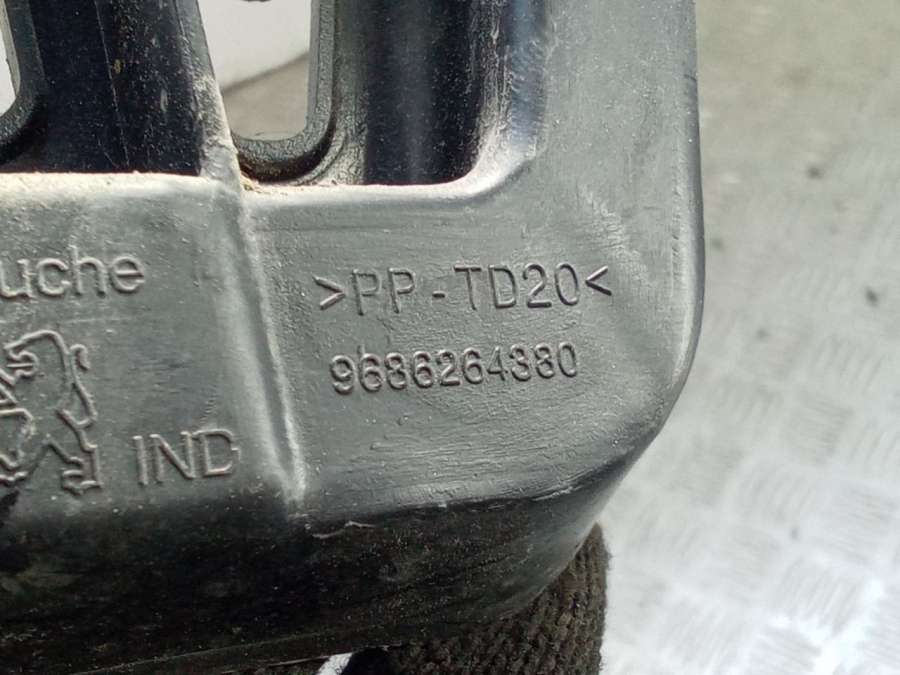 uche
>PP-TD20<
9686264380
IND